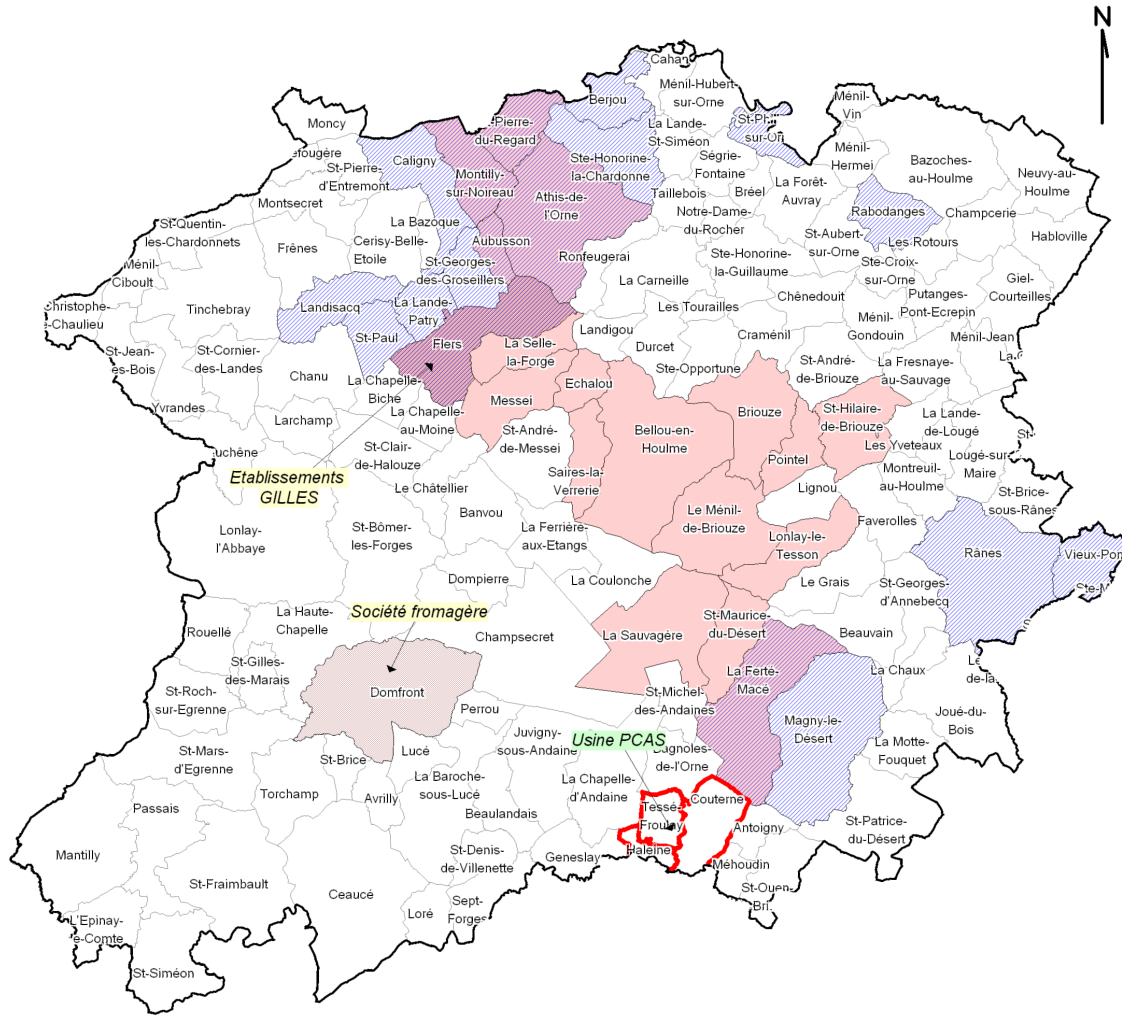 N
Cahan
Ménil-Hubert-
sur-Orne
Berjou
Ménil-
Vin
Moncy
St-Pierre-
du-Regard
La Lande-
St-Siméon
Caligny
St-Pierre-
d'Entremont
Montilly-
sur-Noireau
Ste-Honorine-
la-Chardonne
Ségrie-
Fontaine
Ménil-
Hermei
Bazoches-
au-Houlme
Neuvy-au-
Houlme
Montsecret
Athis-de-
l'Orne
Taillebois
Bréel
La Forêt-
Auvray
Rabodanges
Champcerie
St-Quentin-
les-Chardonnets
La Bazoque
Notre-Dame-
du-Rocher
Habloville
Frênes
Cerisy-Belle-
Etoile
Aubusson
Ronfeugerai
St-Aubert-
sur-Orne
Les Rotours
Ménil-
Ciboult
St-Georges-
des-Groseillers
Ste-Honorine-
la-Guillaume
Ste-Croix-
sur-Orne
Giel-
Courteilles
La Carneille
Chênedouit
Putanges-
Pont-Ecrepin
Tinchebray
Landisacq
La Lande-
Patry
Les Tourailles
Ménil-
Gondouin
Ménil-Jean
St-Paul
Flers
Landigou
Durcet
Craménil
St-Jean-
es-Bois
St-Cornier-
des-Landes
La Selle-
la-Forge
Ste-Opportune
St-André-
de-Briouze
La Fresnaye-
au-Sauvage
Chanu
La Chapelle-
Biche
Echalou
Messei
Briouze
St-Hilaire-
de-Briouze
Yvrandes
Larchamp
La Chapelle-
au-Moine
St-André-
de-Messei
Bellou-en-
Houlme
La Lande-
de-Lougé
Les Yveteaux
St-Clair-
de-Halouze
Pointel
Lougé-sur-
Maire
Etablissements
GILLES
Saires-la-
Verrerie
Montreuil-
au-Houlme
Le Châtellier
Lignou
St-Brice-
sous-Rânes
Banvou
Le Ménil-
de-Briouze
Faverolles
Lonlay-
l'Abbaye
St-Bômer-
les-Forges
La Ferrière-
aux-Etangs
Lonlay-le-
Tesson
Rânes
Dompierre
La Coulonche
Le Grais
St-Georges-
d'Annebecq
Société fromagère
La Haute-
Chapelle
Rouellé
Champsecret
La Sauvagère
St-Maurice-
du-Désert
Beauvain
St-Gilles-
des-Marais
La Ferté-
Macé
La Chaux
St-Roch-
sur-Egrenne
Domfront
Perrou
St-Michel-
des-Andaines
Joué-du-
Bois
Juvigny-
sous-Andaine
Usine PCAS
Magny-le-
Désert
St-Mars-
d'Egrenne
St-Brice
Lucé
Bagnoles-
de-l'Orne
La Motte-
Fouquet
La Baroche-
sous-Lucé
La Chapelle-
d'Andaine
Passais
Torchamp
Avrilly
Beaulandais
Tessé-
Froulay
Couterne
Antoigny
St-Patrice-
du-Désert
Mantilly
St-Denis-
de-Villenette
Geneslay
Haleine
Méhoudin
St-Fraimbault
Ceaucé
St-Ouen-
L'Epinay-
Loré
Sept-
Forges
St-Siméon